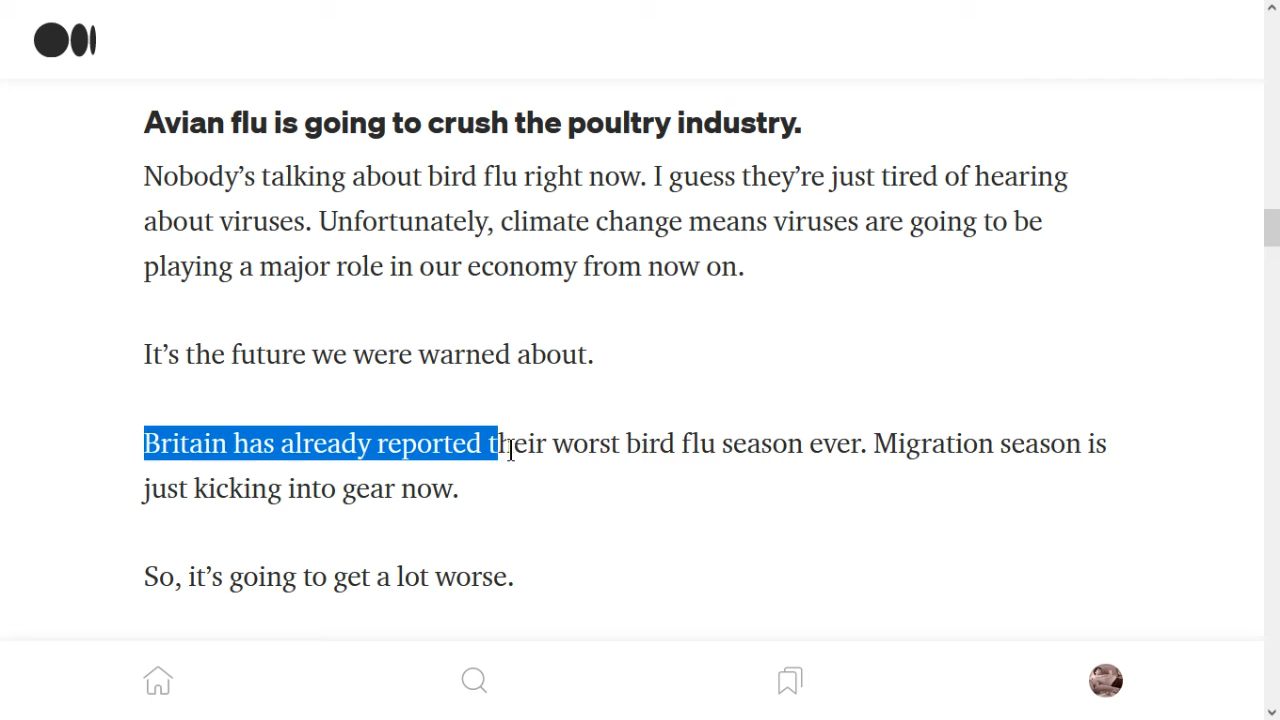 Avian flu is going to crush the poultry industry.
Nobody’s talking about bird flu right now. I guess they’re just tired of hearing
about viruses. Unfortunately, climate change means viruses are going to be
playing a major role in our economy from now on.
It’s the future we were warned about.
Britain has already reported their worst bird flu season ever. Migration season is
just kicking into gear now.
So, it’s going to get a lot worse.